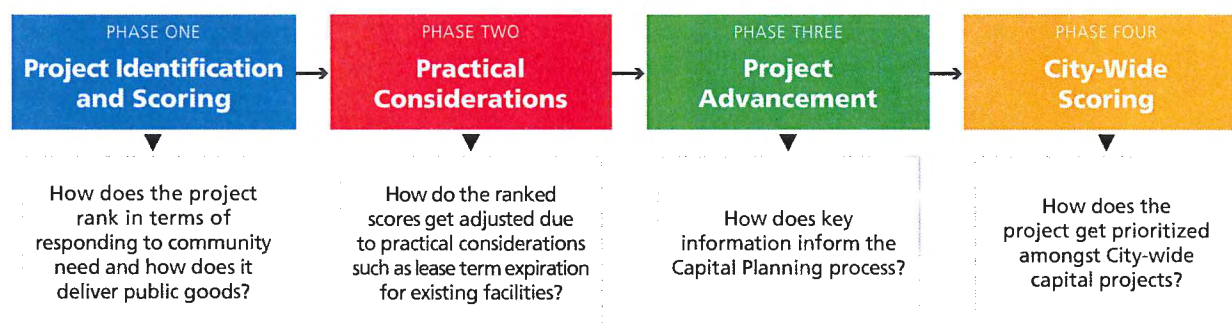 PHASE ONE
Project Identification
and Scoring
PHASE TWO
Practical
Considerations
PHASE THREE
Project
Advancement
PHASE FOUR
City-Wide
Scoring
How does the project
rank in terms of
responding to community
need and how does it
deliver public goods?
How do the ranked
scores get adjusted due
to practical considerations
such as lease term expiration
for existing facilities?
How does key
information inform the
Capital Planning process?
How does the
project get prioritized
amongst City-wide
capital projects?